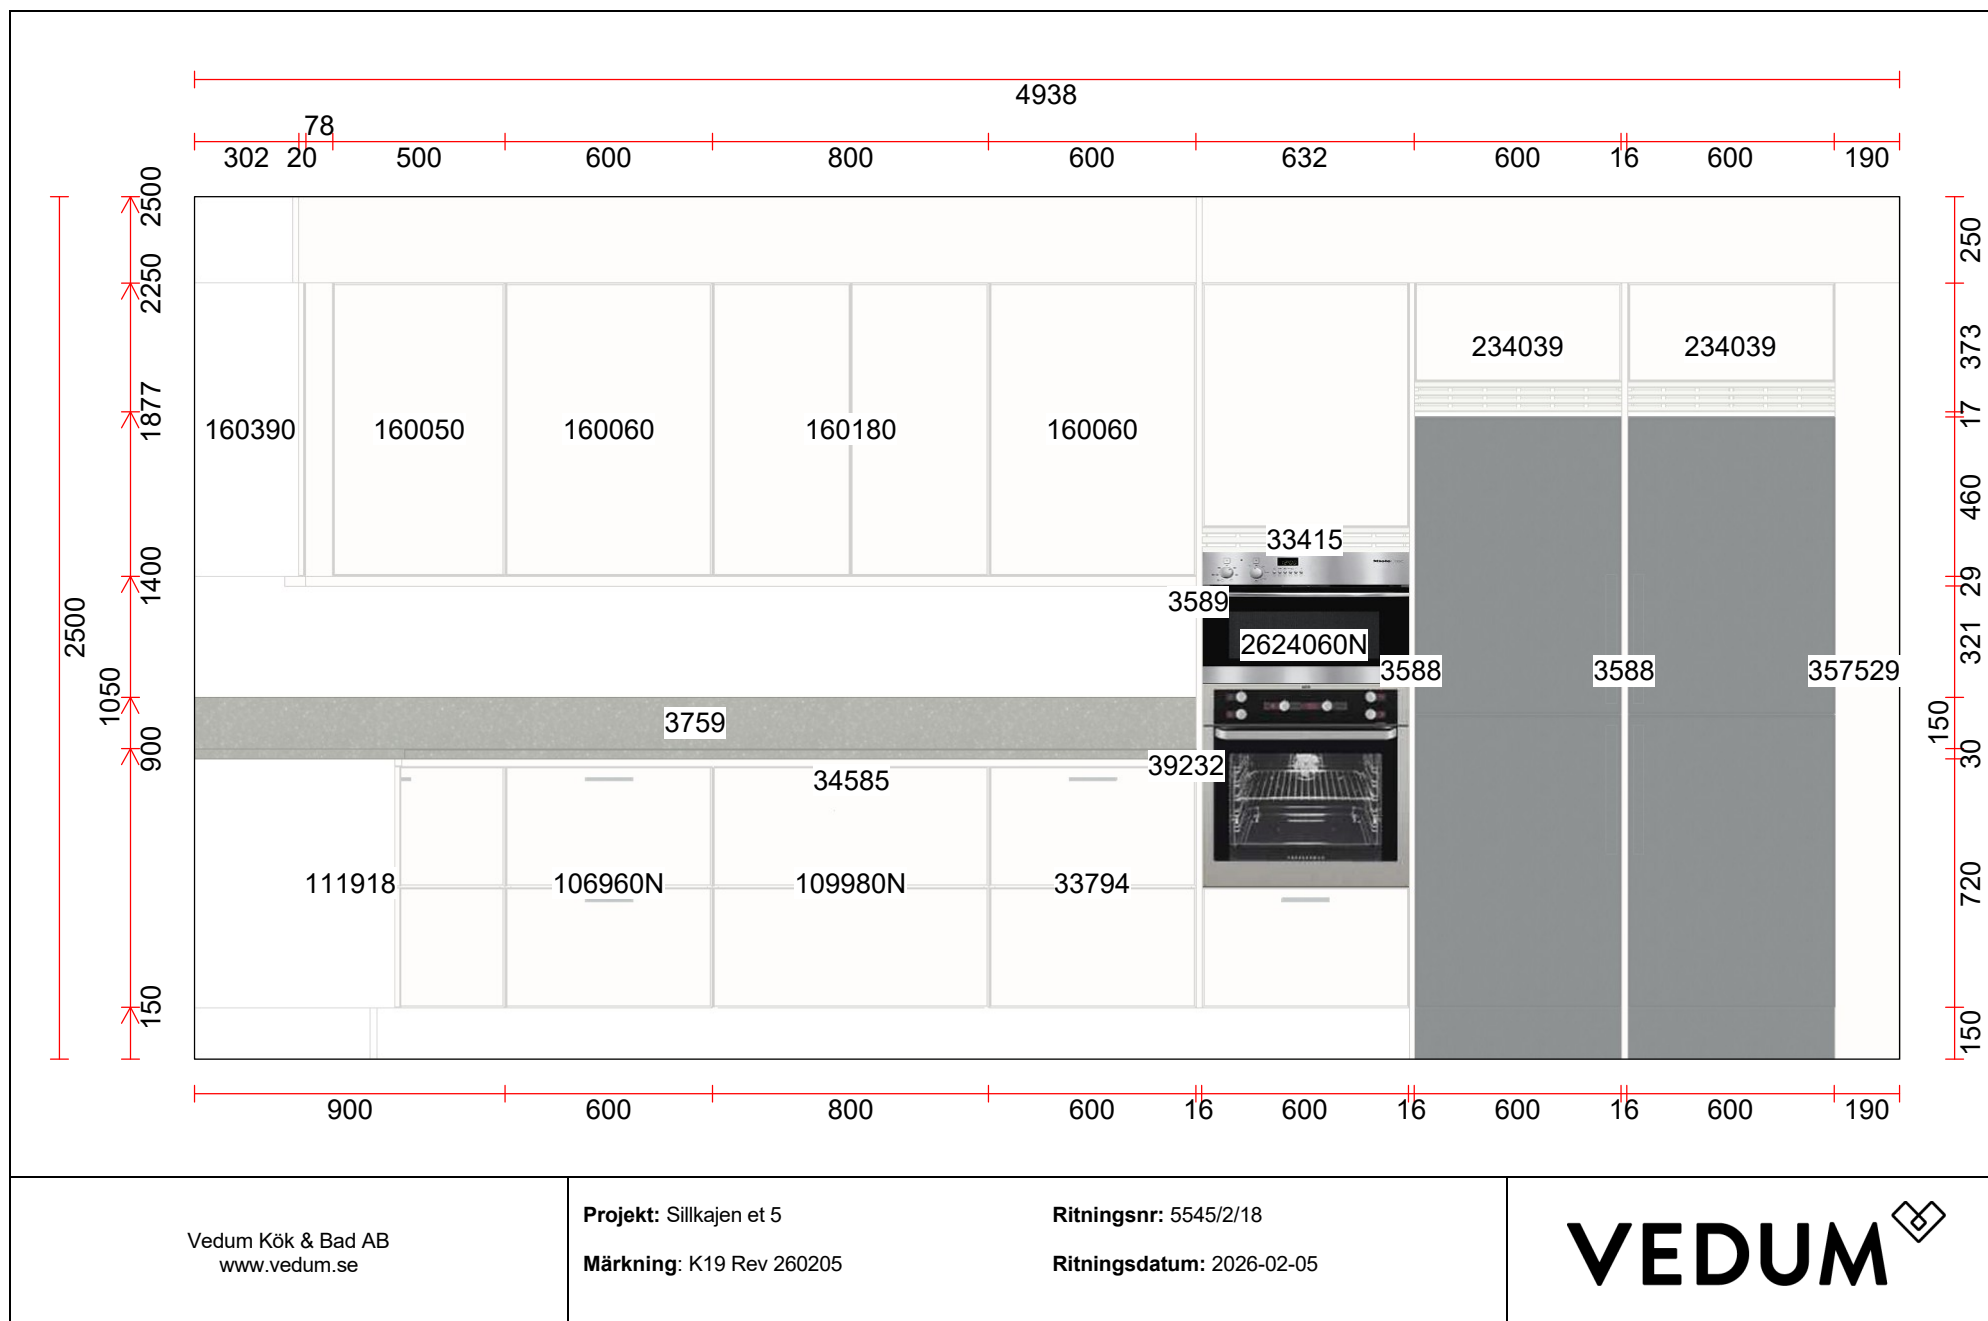 4938
78
302 20 500 600 800 600 632 600 16 600 190
2500
2250
1877
1400
1050
900
150
2500
250
373
17
460
29
321
150
30
720
150
234039 234039
160390 160050 160060 160180 160060
33415
3589
2624060N
3588 3588 357529
3759
39232
34585
111918 106960N 109980N 33794
900 600 800 600 16 600 16 600 16 600 190
Vedum Kök & Bad AB
www.vedum.se
Projekt: Sillkajen et 5
Märkning: K19 Rev 260205
Ritningsnr: 5545/2/18
Ritningsdatum: 2026-02-05
VEDUM